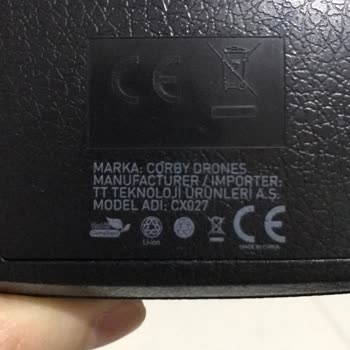 CE
MARKA: CORBY DRONES
MANUFACTURER / IMPORTER:
TT TEKNOLOJI ÜRÜNLERI A.S.
MODEL ADI: CX027
Li-ion
CE
MADE IN CHINA